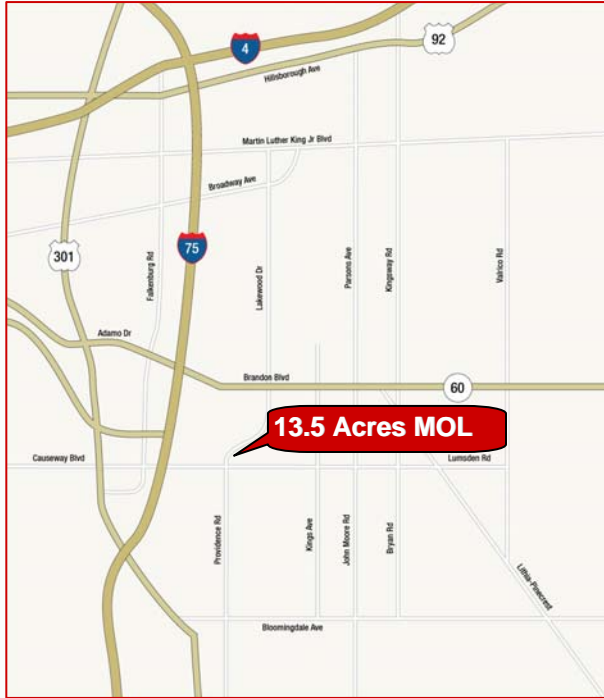 4
92
Hillsborough Ave
Martin Luther King Jr Blvd
Broadway Ave
301
75
Falkenburg Rd
Lakewood Dr
Parsons Ave
Kingsway Rd
Valrico Rd
Adamo Dr
Brandon Blvd
60
13.5 Acres MOL
Causeway Blvd
Lumsden Rd
Providence Rd
Kings Ave
John Moore Rd
Bryan Rd
Lithia-Pinecrest
Bloomingdale Ave